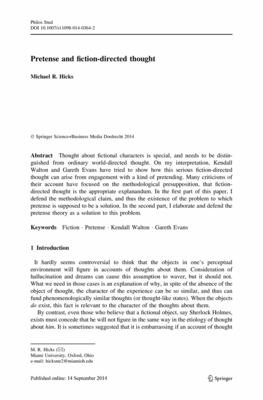 Philos Stud
DOI 10.1007/s11098-014-0364-2
Pretense and fiction-directed thought
Michael R. Hicks
© Springer Science+Business Media Dordrecht 2014
Abstract Thought about fictional characters is special, and needs to be distin-
guished from ordinary world-directed thought. On my interpretation, Kendall
Walton and Gareth Evans have tried to show how this serious fiction-directed
thought can arise from engagement with a kind of pretending. Many criticisms of
their account have focused on the methodological presupposition, that fiction-
directed thought is the appropriate explanandum. In the first part of this paper, I
defend the methodological claim, and thus the existence of the problem to which
pretense is supposed to be a solution. In the second part, I elaborate and defend the
pretense theory as a solution to this problem.
Keywords Fiction · Pretense · Kendall Walton · Gareth Evans
1 Introduction
It hardly seems controversial to think that the objects in one's perceptual
environment will figure in accounts of thoughts about them. Consideration of
hallucination and dreams can cause this assumption to waver, but it should not.
What we need in those cases is an explanation of why, in spite of the absence of the
object of thought, the character of the experience can be so similar, and thus can
fund phenomenologically similar thoughts (or thought-like states). When the objects
do exist, this fact is relevant to the character of the thoughts about them.
By contrast, even those who believe that a fictional object, say Sherlock Holmes,
exists must concede that he will not figure in the same way in the etiology of thought
about him. It is sometimes suggested that it is embarrassing if an account of thought
M. R. Hicks (✉)
Miami University, Oxford, Ohio
e-mail: hicksmr2@miamioh.edu
Published online: 14 September 2014
Springer